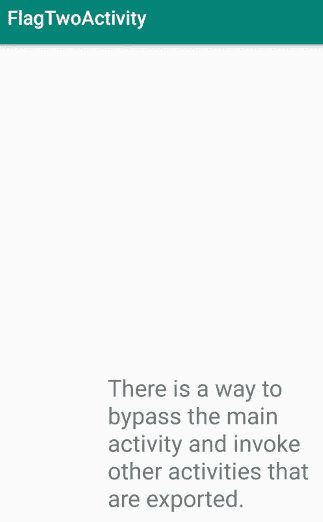 FlagTwoActivity
There is a way to
bypass the main
activity and invoke
other activities that
are exported.